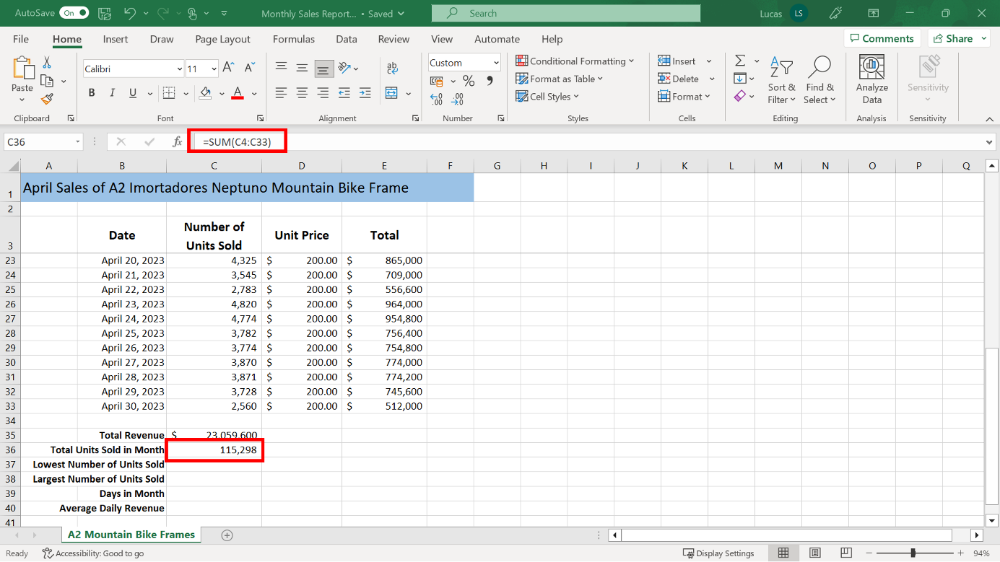 AutoSave On Monthly Sales Report... • Saved Search Lucas LS
File Home Insert Draw Page Layout Formulas Data Review View Automate Help Comments Share
Paste
Clipboard
Calibri 11
B I U A
Font
ab
Alignment
Custom
$ % ,
Number
Conditional Formatting
Format as Table
Cell Styles
Styles
Insert
Delete
Format
Cells
Sort & Filter
Find & Select
Editing
Analyze Data
Analysis
Sensitivity
Sensitivity
C36 fx =SUM(C4:C33)
A B C D E F G H I J K L M N O P Q
1 April Sales of A2 Imortadores Neptuno Mountain Bike Frame
2
3 Date Number of Units Sold Unit Price Total
23 April 20, 2023 4,325 $ 200.00 $ 865,000
24 April 21, 2023 3,545 $ 200.00 $ 709,000
25 April 22, 2023 2,783 $ 200.00 $ 556,600
26 April 23, 2023 4,820 $ 200.00 $ 964,000
27 April 24, 2023 4,774 $ 200.00 $ 954,800
28 April 25, 2023 3,782 $ 200.00 $ 756,400
29 April 26, 2023 3,774 $ 200.00 $ 754,800
30 April 27, 2023 3,870 $ 200.00 $ 774,000
31 April 28, 2023 3,871 $ 200.00 $ 774,200
32 April 29, 2023 3,728 $ 200.00 $ 745,600
33 April 30, 2023 2,560 $ 200.00 $ 512,000
34
35 Total Revenue $ 23,059,600
36 Total Units Sold in Month 115,298
37 Lowest Number of Units Sold
38 Largest Number of Units Sold
39 Days in Month
40 Average Daily Revenue
41
A2 Mountain Bike Frames
Ready Accessibility: Good to go Display Settings 94%